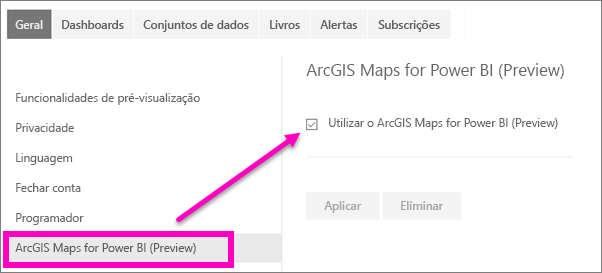 Geral Dashboards Conjuntos de dados Livros Alertas Subscrições
Funcionalidades de pré-visualização
Privacidade
Linguagem
Fechar conta
Programador
ArcGIS Maps for Power BI (Preview)
ArcGIS Maps for Power BI (Preview)
Utilizar o ArcGIS Maps for Power BI (Preview)
Aplicar Eliminar